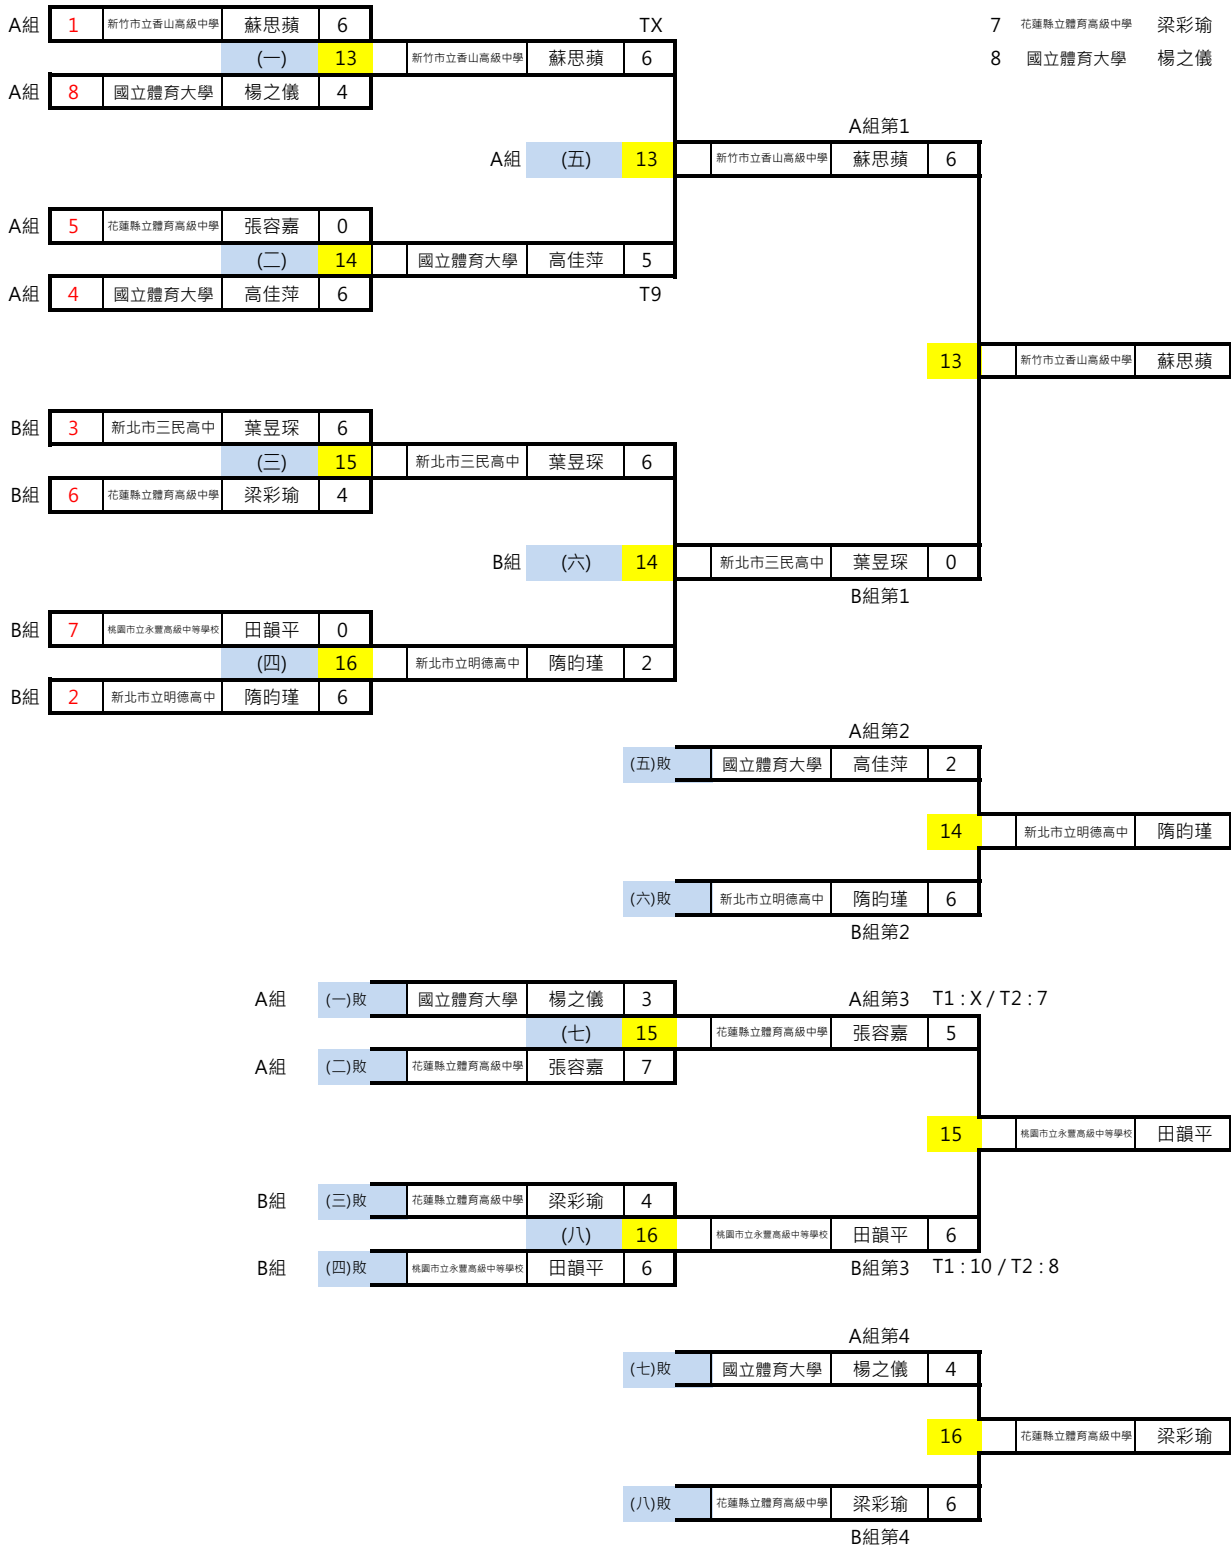 A組 1 新竹市立香山高級中學 蘇思蘋 6 TX 7 花蓮縣立體育高級中學 梁彩瑜
(一) 13 新竹市立香山高級中學 蘇思蘋 6 8 國立體育大學 楊之儀
A組 8 國立體育大學 楊之儀 4
A組第1
A組 (五) 13 新竹市立香山高級中學 蘇思蘋 6
A組 5 花蓮縣立體育高級中學 張容嘉 0
(二) 14 國立體育大學 高佳萍 5
A組 4 國立體育大學 高佳萍 6 T9
13 新竹市立香山高級中學 蘇思蘋
B組 3 新北市三民高中 葉昱琛 6
(三) 15 新北市三民高中 葉昱琛 6
B組 6 花蓮縣立體育高級中學 梁彩瑜 4
B組 (六) 14 新北市三民高中 葉昱琛 0
B組第1
B組 7 桃園市立永豐高級中等學校 田韻平 0
(四) 16 新北市立明德高中 隋昀瑾 2
B組 2 新北市立明德高中 隋昀瑾 6
A組第2
(五)敗 國立體育大學 高佳萍 2
14 新北市立明德高中 隋昀瑾
(六)敗 新北市立明德高中 隋昀瑾 6
B組第2
A組 (一)敗 國立體育大學 楊之儀 3 A組第3 T1 : X / T2 : 7
(七) 15 花蓮縣立體育高級中學 張容嘉 5
A組 (二)敗 花蓮縣立體育高級中學 張容嘉 7
15 桃園市立永豐高級中等學校 田韻平
B組 (三)敗 花蓮縣立體育高級中學 梁彩瑜 4
(八) 16 桃園市立永豐高級中等學校 田韻平 6
B組 (四)敗 桃園市立永豐高級中等學校 田韻平 6 B組第3 T1 : 10 / T2 : 8
A組第4
(七)敗 國立體育大學 楊之儀 4
16 花蓮縣立體育高級中學 梁彩瑜
(八)敗 花蓮縣立體育高級中學 梁彩瑜 6
B組第4